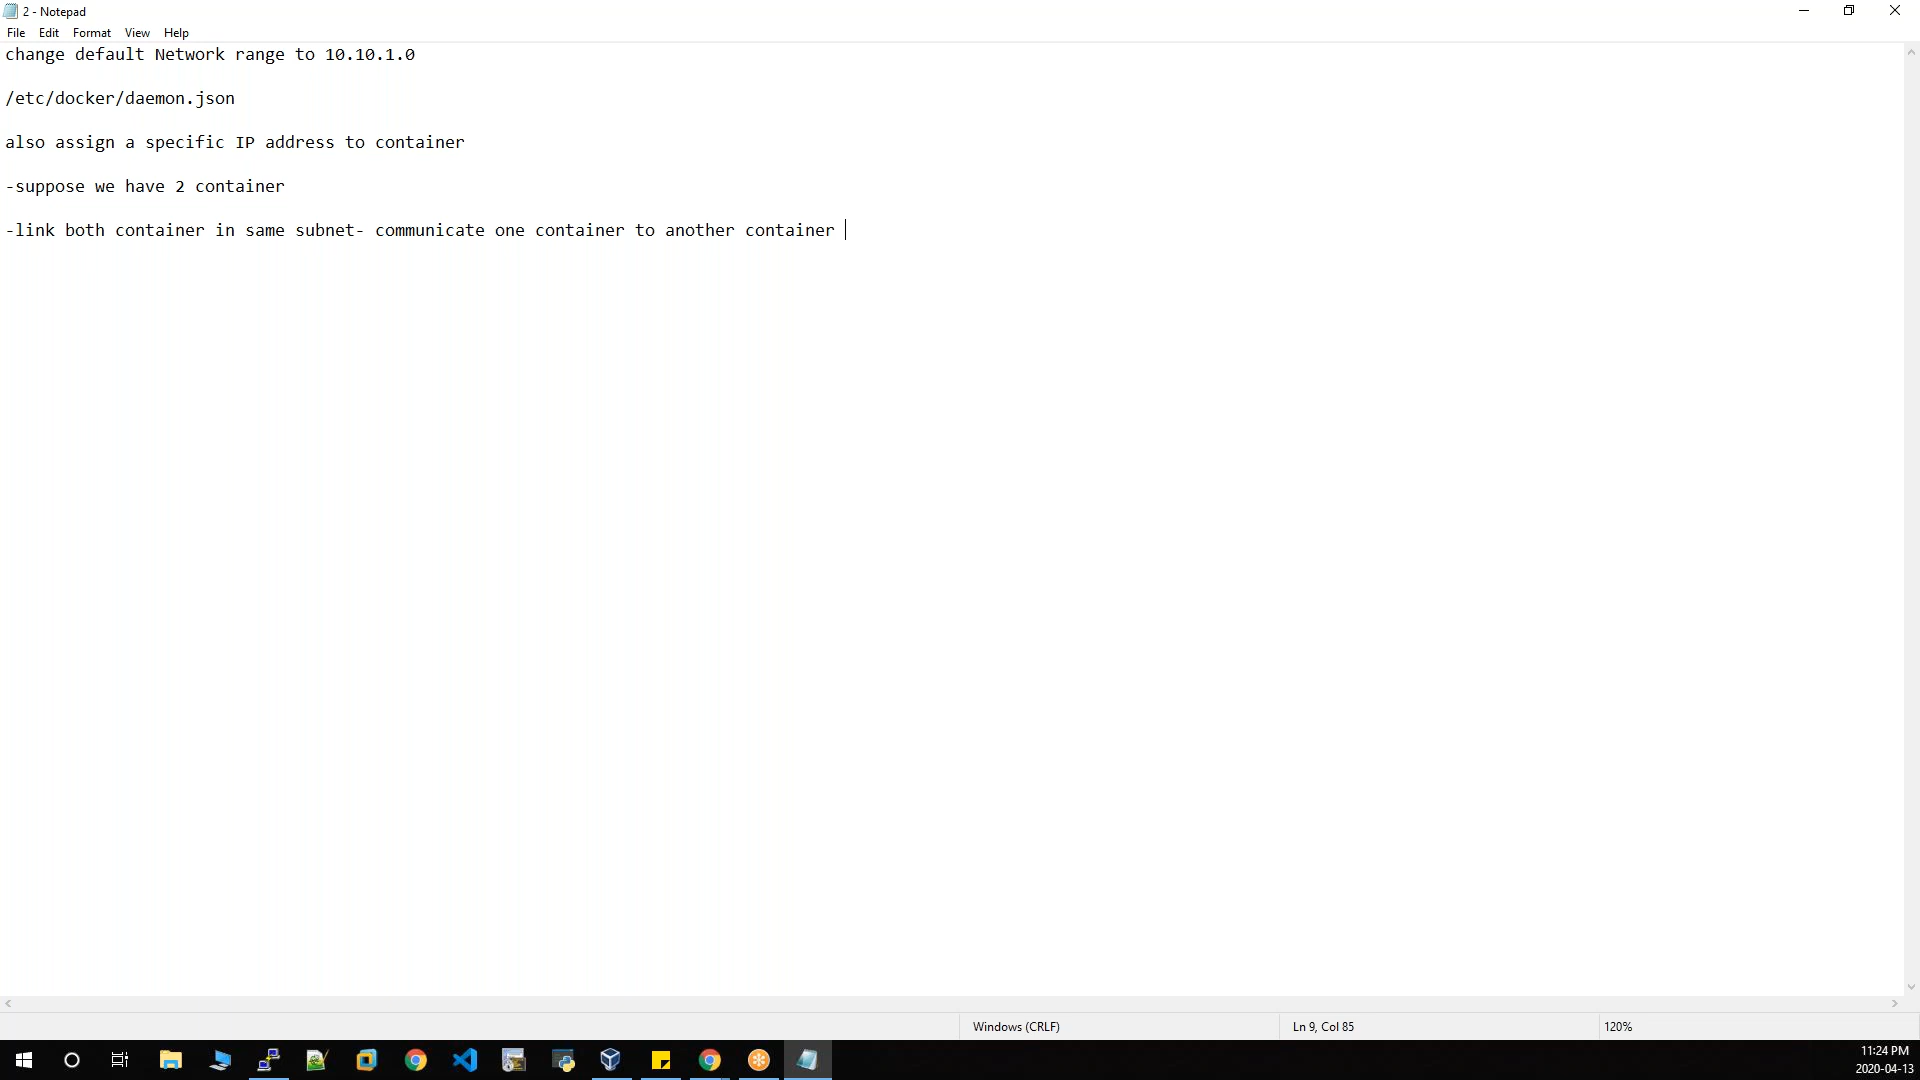 2 - Notepad
File Edit Format View Help
change default Network range to 10.10.1.0
/etc/docker/daemon.json
also assign a specific IP address to container
-suppose we have 2 container
-link both container in same subnet- communicate one container to another container
Windows (CRLF) Ln 9, Col 85 120%
11:24 PM
2020-04-13